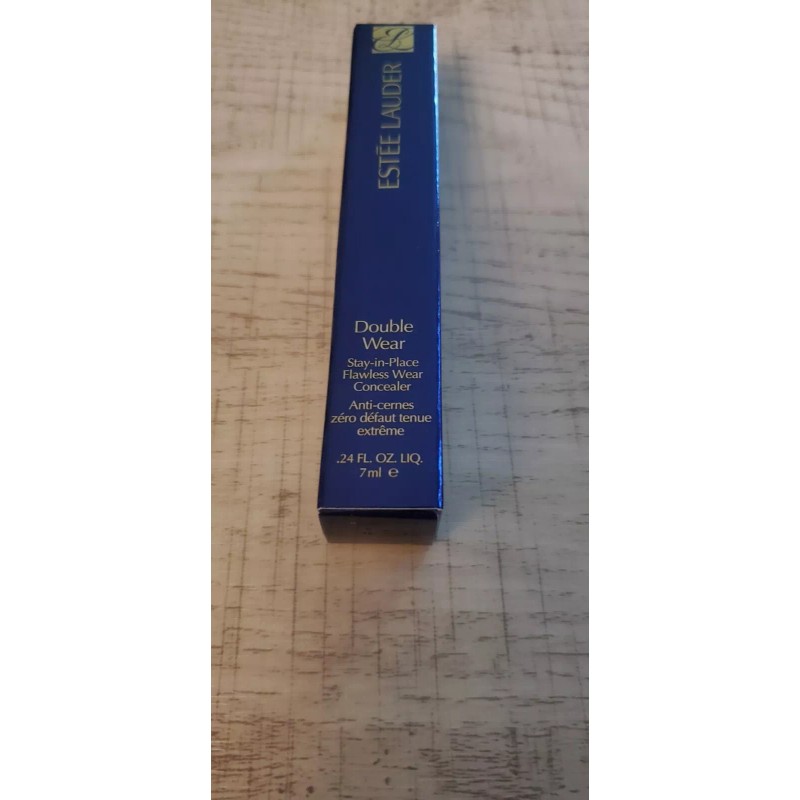 ESTĒE LAUDER
Double
Wear
Stay-in-Place
Flawless Wear
Concealer
Anti-cernes
zéro défaut tenue
extrême
.24 FL. OZ. LIQ.
7ml ℮